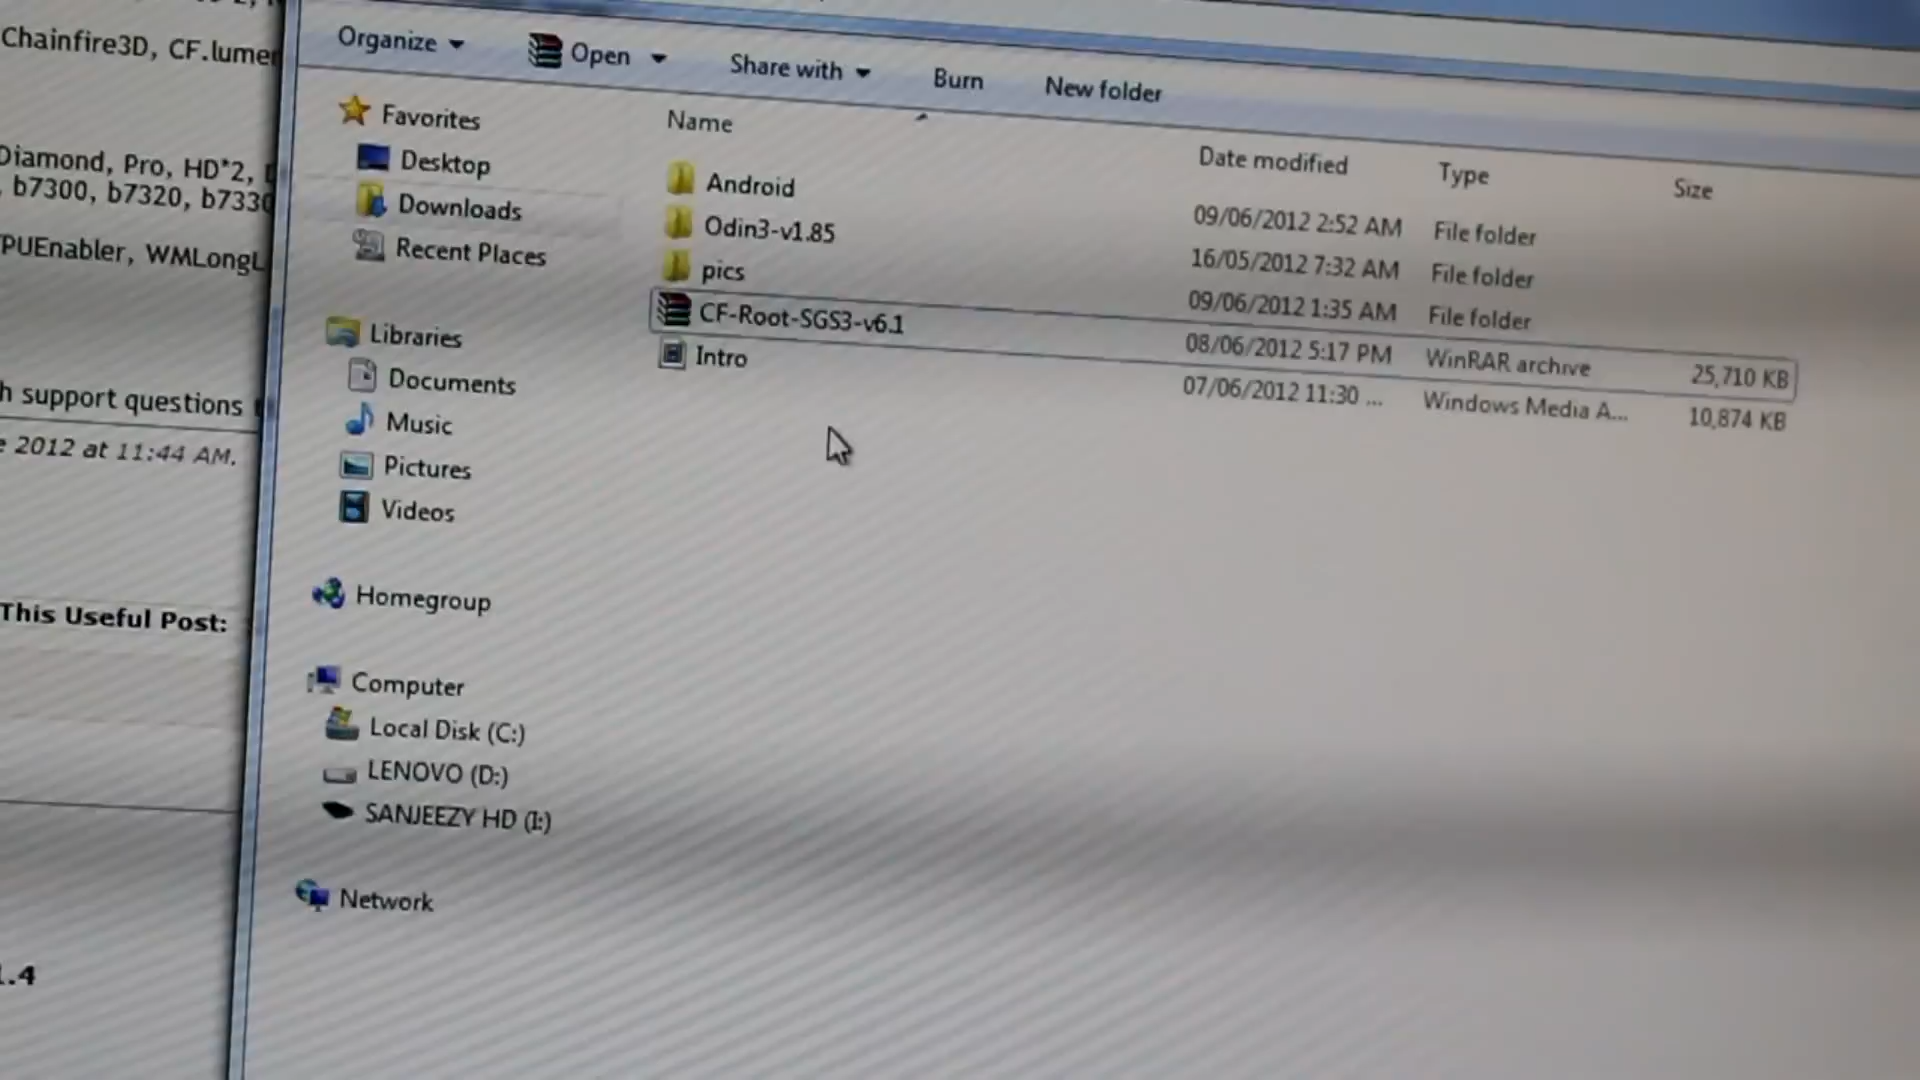 Chainfire3D, CF.lumen
Diamond, Pro, HD*2,
, b7300, b7320, b7330
PUEnabler, WMLongL
h support questions
e 2012 at 11:44 AM.
This Useful Post:
1.4
Organize Open Share with Burn New folder
Favorites
Desktop
Downloads
Recent Places
Libraries
Documents
Music
Pictures
Videos
Homegroup
Computer
Local Disk (C:)
LENOVO (D:)
SANJEEZY HD (I:)
Network
Name Date modified Type Size
Android 09/06/2012 2:52 AM File folder
Odin3-v1.85 16/05/2012 7:32 AM File folder
pics 09/06/2012 1:35 AM File folder
CF-Root-SGS3-v6.1 08/06/2012 5:17 PM WinRAR archive 25,710 KB
Intro 07/06/2012 11:30 ... Windows Media A... 10,874 KB